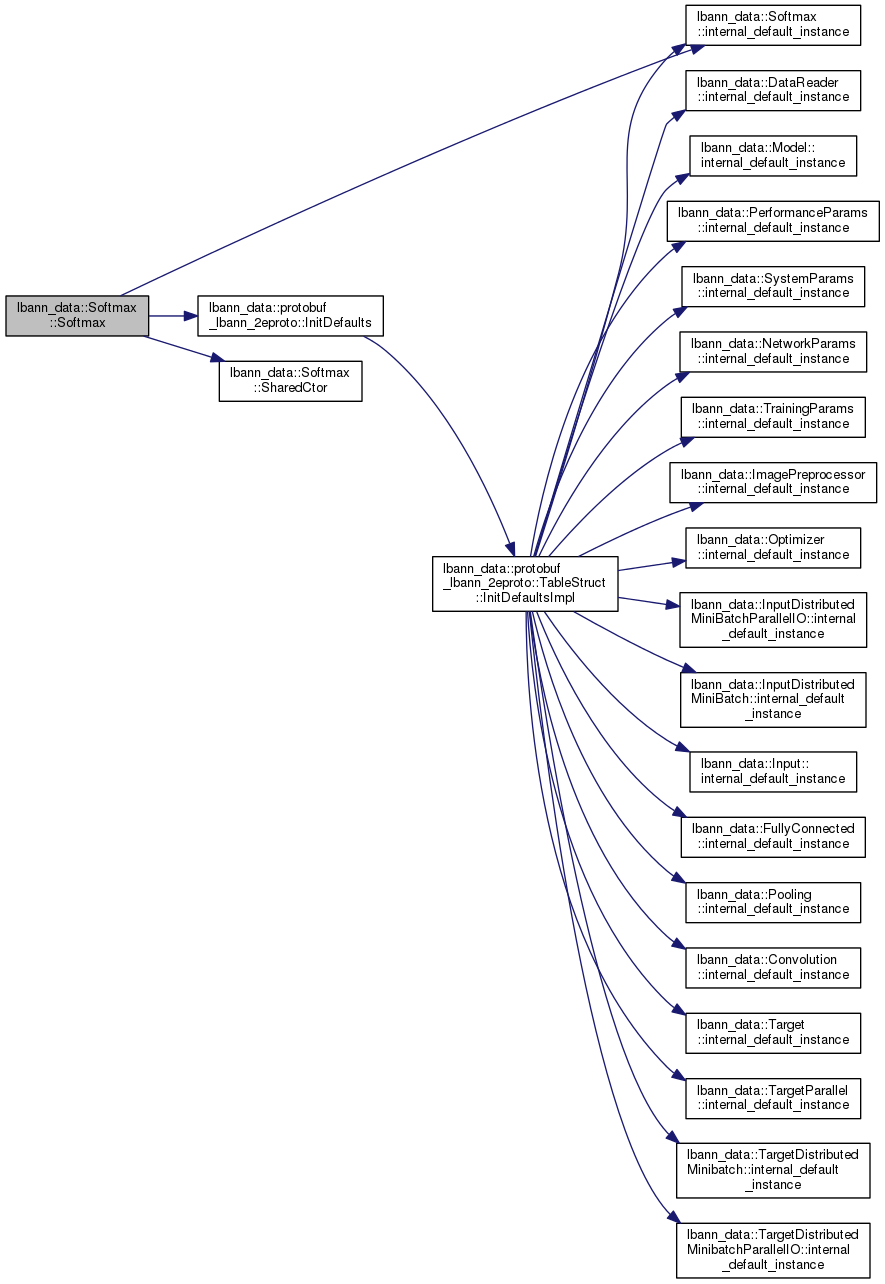 lbann_data::Softmax
::Softmax
lbann_data::protobuf
_lbann_2eproto::InitDefaults
lbann_data::Softmax
::SharedCtor
lbann_data::protobuf
_lbann_2eproto::TableStruct
::InitDefaultsImpl
lbann_data::Softmax
::internal_default_instance
lbann_data::DataReader
::internal_default_instance
lbann_data::Model::
internal_default_instance
lbann_data::PerformanceParams
::internal_default_instance
lbann_data::SystemParams
::internal_default_instance
lbann_data::NetworkParams
::internal_default_instance
lbann_data::TrainingParams
::internal_default_instance
lbann_data::ImagePreprocessor
::internal_default_instance
lbann_data::Optimizer
::internal_default_instance
lbann_data::InputDistributed
MiniBatchParallelIO::internal
_default_instance
lbann_data::InputDistributed
MiniBatch::internal_default
_instance
lbann_data::Input::
internal_default_instance
lbann_data::FullyConnected
::internal_default_instance
lbann_data::Pooling
::internal_default_instance
lbann_data::Convolution
::internal_default_instance
lbann_data::Target
::internal_default_instance
lbann_data::TargetParallel
::internal_default_instance
lbann_data::TargetDistributed
Minibatch::internal_default
_instance
lbann_data::TargetDistributed
MinibatchParallelIO::internal
_default_instance